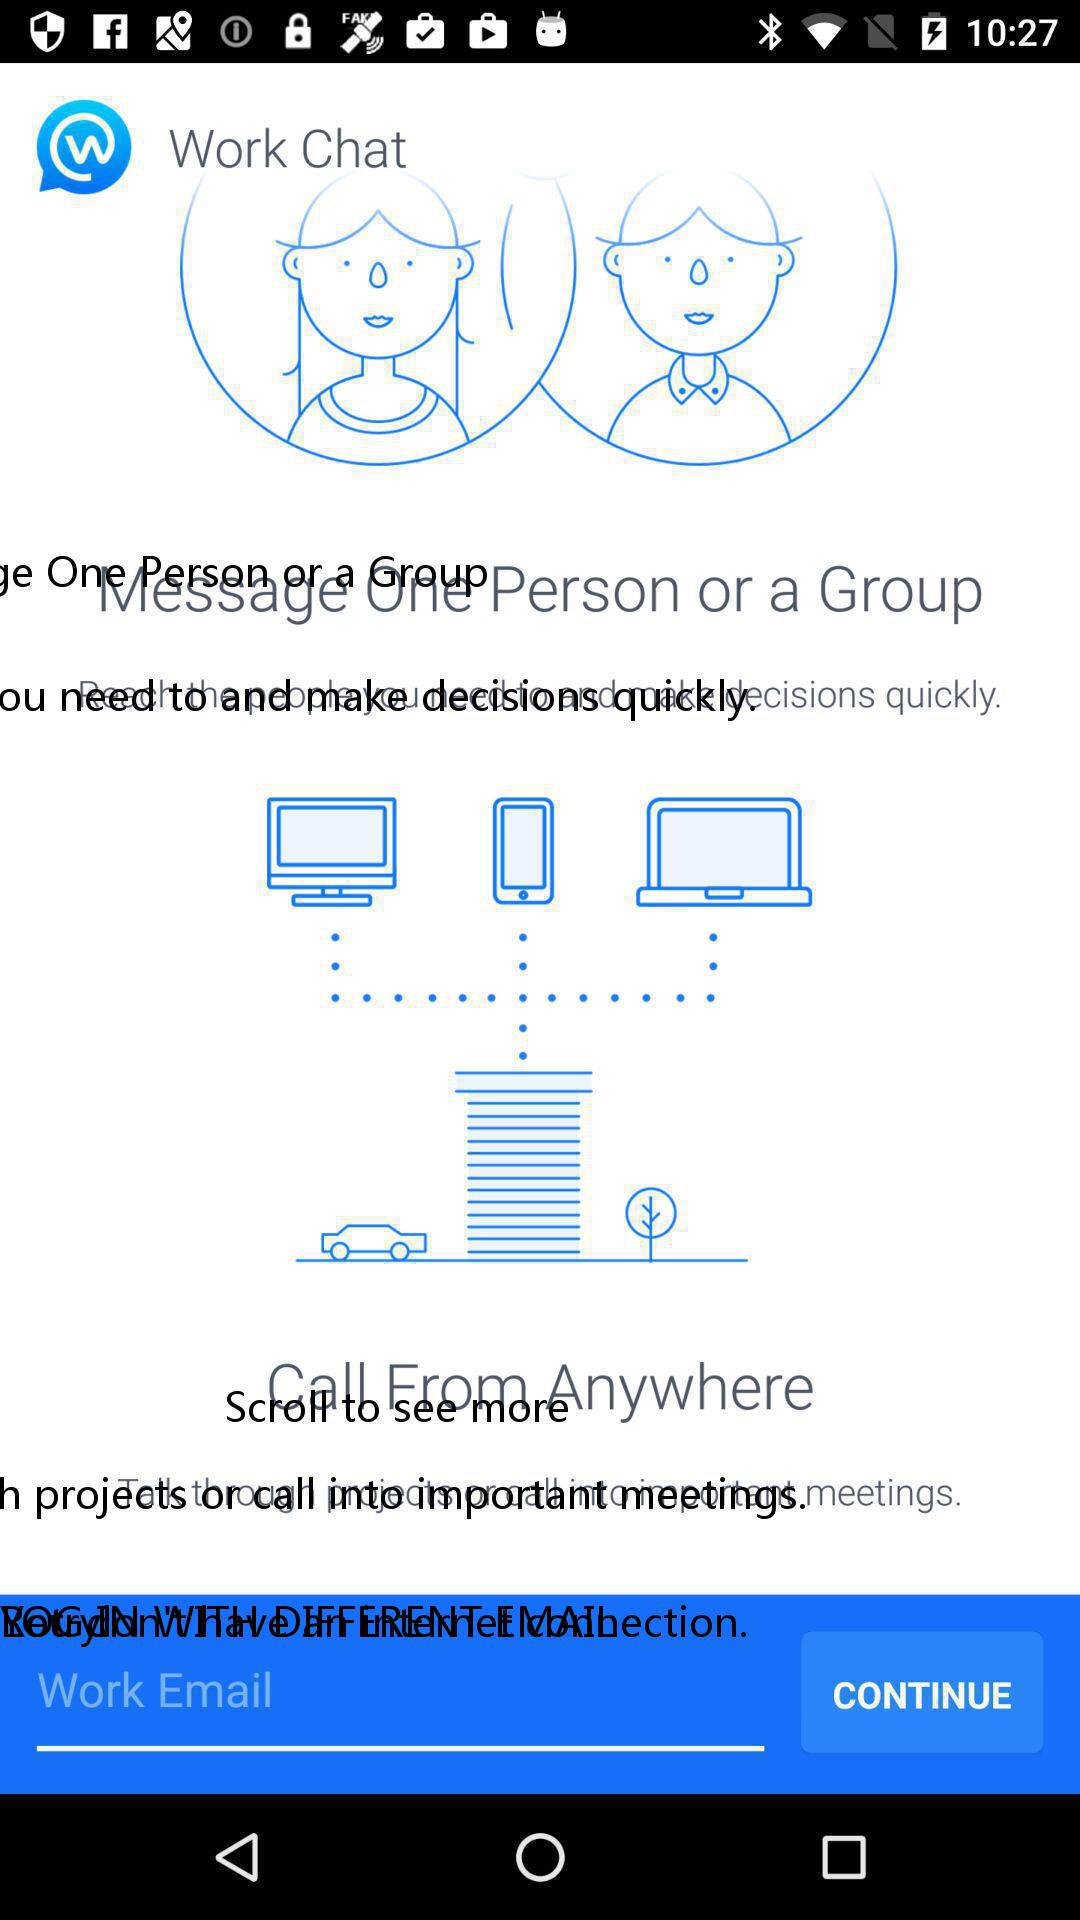 FAKE
10:27
Work Chat
ge One Person or a Group
Message One Person or a Group
ou need to and make decisions quickly.
Reach the people you need to and make decisions quickly.
Call From Anywhere
Scroll to see more
h projects or call into important meetings.
Talk through projects or call into important meetings.
LOG IN WITH DIFFERENT EMAIL
You don't have an internet connection.
Retry
Work Email
CONTINUE